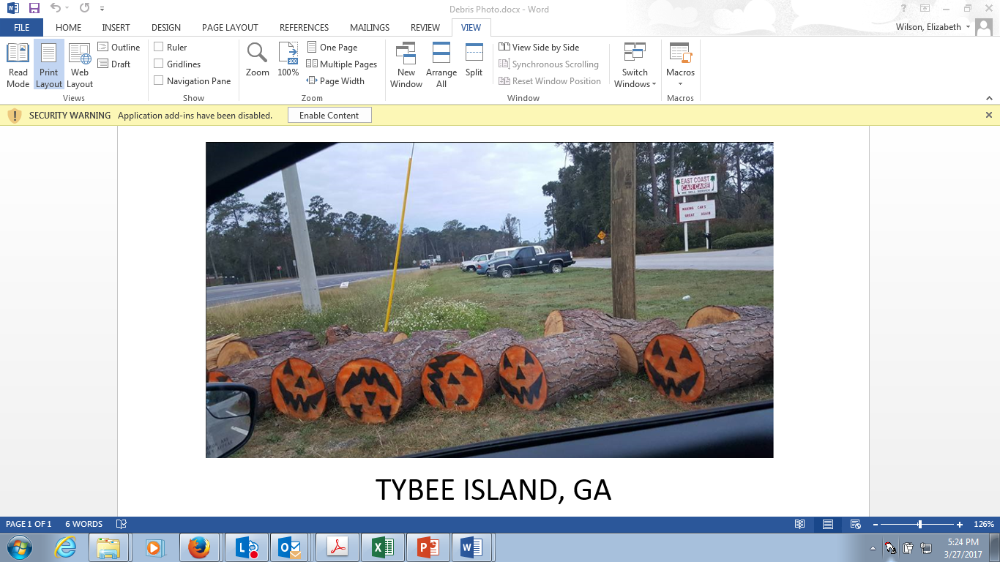 Debris Photo.docx - Word
FILE HOME INSERT DESIGN PAGE LAYOUT REFERENCES MAILINGS REVIEW VIEW Wilson, Elizabeth
Read Mode
Print Layout
Web Layout
Outline
Draft
Views
Ruler
Gridlines
Navigation Pane
Show
Zoom
100%
One Page
Multiple Pages
Page Width
Zoom
New Window
Arrange All
Split
View Side by Side
Synchronous Scrolling
Reset Window Position
Window
Switch Windows
Macros
Macros
SECURITY WARNING Application add-ins have been disabled. Enable Content
EAST COAST
CAR CARE
WE SELL SERVICE
MAKING CARS
GREAT AGAIN
TYBEE ISLAND, GA
PAGE 1 OF 1 6 WORDS 126%
5:24 PM
3/27/2017